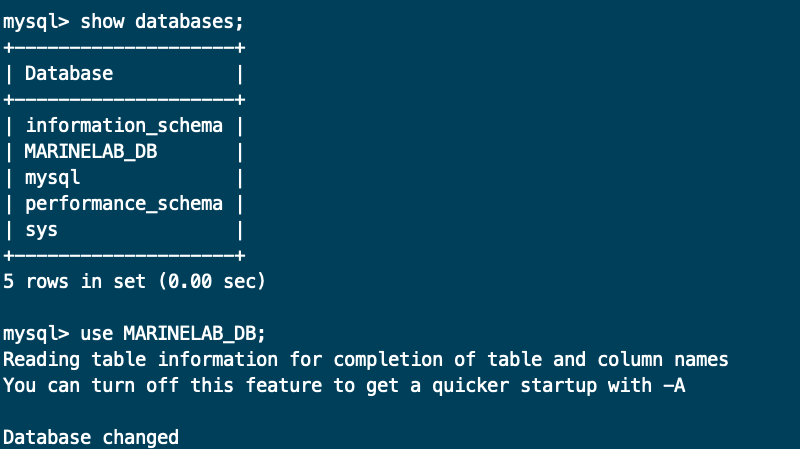 mysql> show databases;
+--------------------+
| Database           |
+--------------------+
| information_schema |
| MARINELAB_DB       |
| mysql              |
| performance_schema |
| sys                |
+--------------------+
5 rows in set (0.00 sec)
mysql> use MARINELAB_DB;
Reading table information for completion of table and column names
You can turn off this feature to get a quicker startup with -A
Database changed